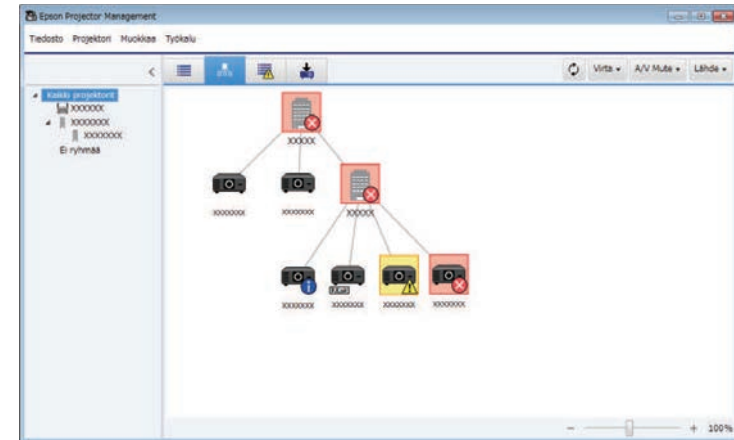 Epson Projector Management
Tiedosto Projektori Muokkaa Työkalu
Virta A/V Mute Lähde
Kaikki projektorit
XXXXXX
XXXXXXX
XXXXXXX
Ei ryhmää
XXXXX
XXXXXXX XXXXXXX XXXXX
XXXXXXX XXXXXXX XXXXXXX XXXXXXX
100%